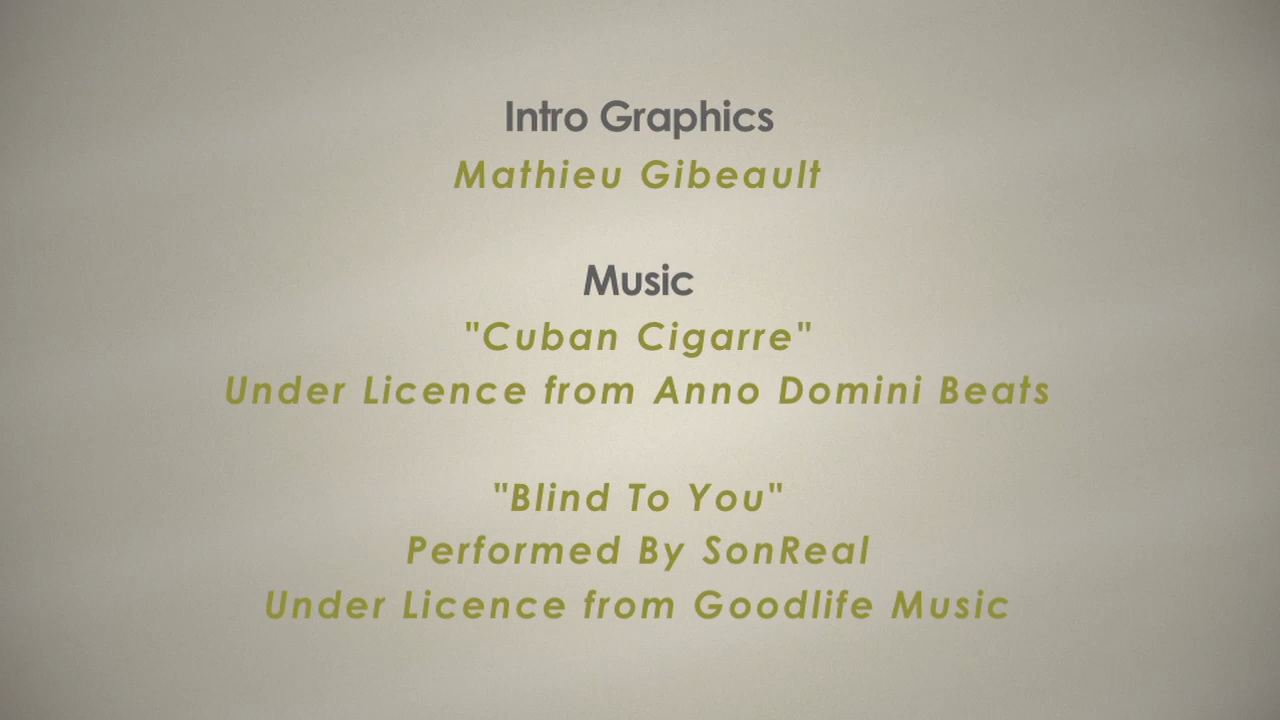 Intro Graphics
Mathieu Gibeault
Music
"Cuban Cigarre"
Under Licence from Anno Domini Beats
"Blind To You"
Performed By SonReal
Under Licence from Goodlife Music